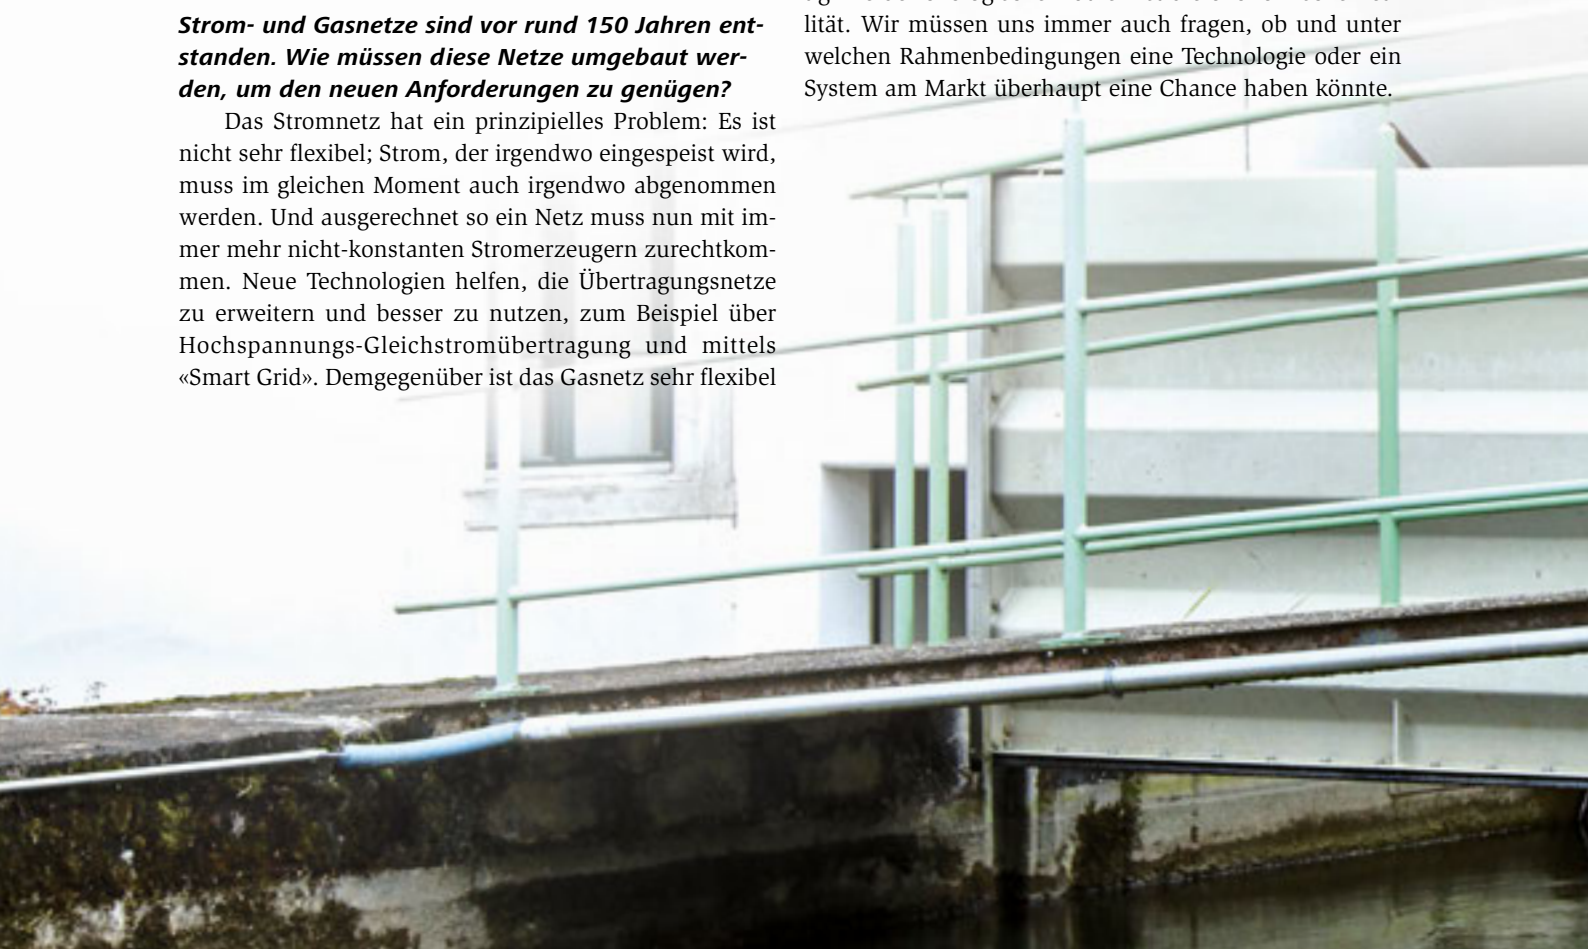 Strom- und Gasnetze sind vor rund 150 Jahren ent-
standen. Wie müssen diese Netze umgebaut wer-
den, um den neuen Anforderungen zu genügen?
Das Stromnetz hat ein prinzipielles Problem: Es ist
nicht sehr flexibel; Strom, der irgendwo eingespeist wird,
muss im gleichen Moment auch irgendwo abgenommen
werden. Und ausgerechnet so ein Netz muss nun mit im-
mer mehr nicht-konstanten Stromerzeugern zurechtkom-
men. Neue Technologien helfen, die Übertragungsnetze
zu erweitern und besser zu nutzen, zum Beispiel über
Hochspannungs-Gleichstromübertragung und mittels
«Smart Grid». Demgegenüber ist das Gasnetz sehr flexibel
lität. Wir müssen uns immer auch fragen, ob und unter
welchen Rahmenbedingungen eine Technologie oder ein
System am Markt überhaupt eine Chance haben könnte.